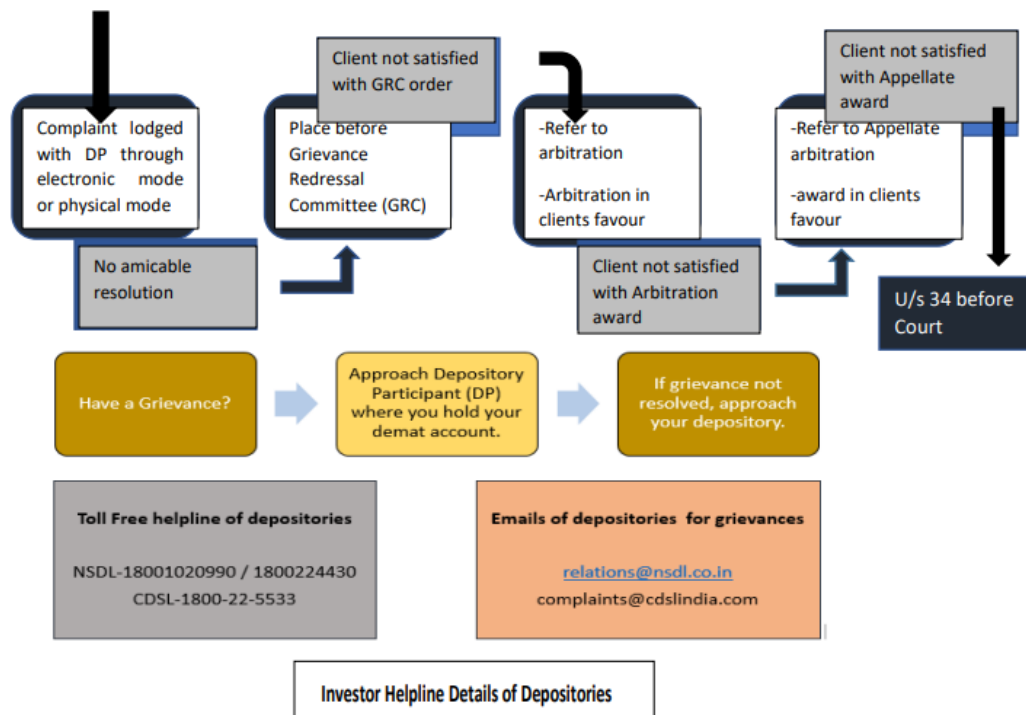 Complaint lodged
with DP through
electronic mode
or physical mode
No amicable
resolution
Place before
Grievance
Redressal
Committee (GRC)
Client not satisfied
with GRC order
-Refer to
arbitration
-Arbitration in
clients favour
Client not satisfied
with Arbitration
award
-Refer to Appellate
arbitration
-award in clients
favour
Client not satisfied
with Appellate
award
U/s 34 before
Court
Have a Grievance?
Approach Depository
Participant (DP)
where you hold your
demat account.
If grievance not
resolved, approach
your depository.
Toll Free helpline of depositories
NSDL-18001020990 / 1800224430
CDSL-1800-22-5533
Emails of depositories for grievances
relations@nsdl.co.in
complaints@cdslindia.com
Investor Helpline Details of Depositories